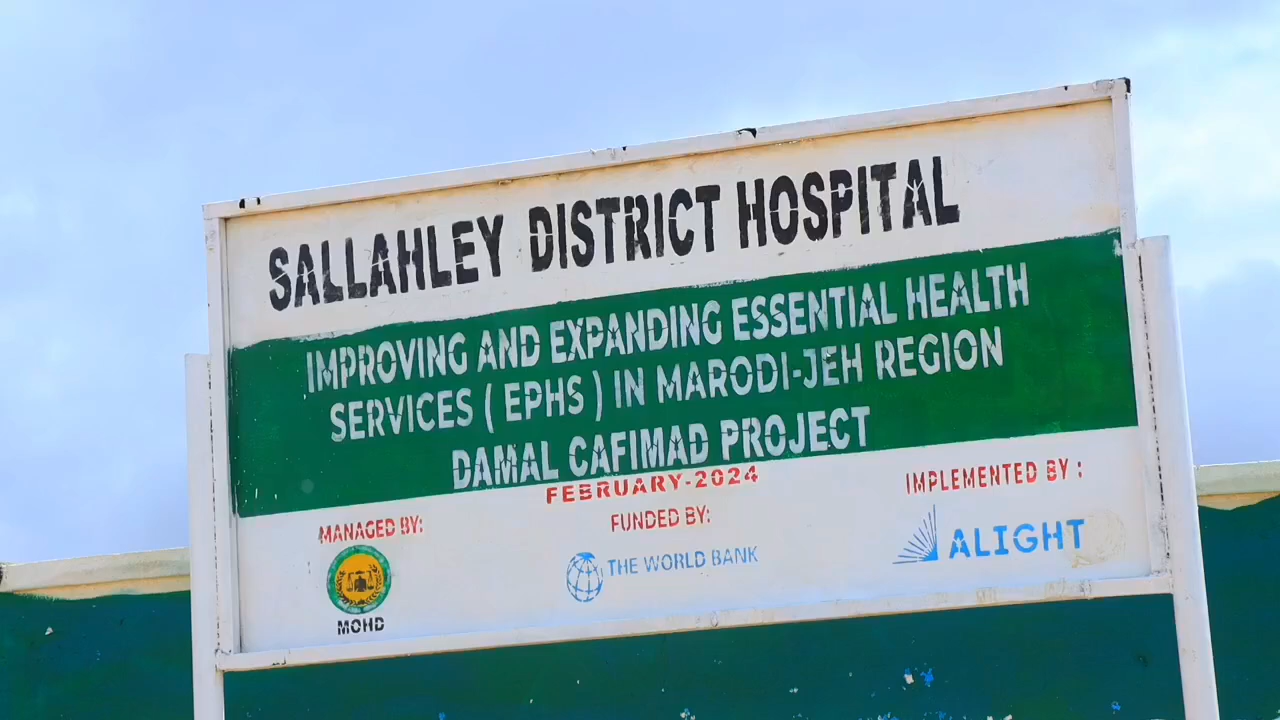 SALLAHLEY DISTRICT HOSPITAL
IMPROVING AND EXPANDING ESSENTIAL HEALTH
SERVICES ( EPHS ) IN MARODI-JEH REGION
DAMAL CAFIMAD PROJECT
FEBRUARY-2024
MANAGED BY:
MOHD
FUNDED BY:
THE WORLD BANK
IMPLEMENTED BY :
ALIGHT